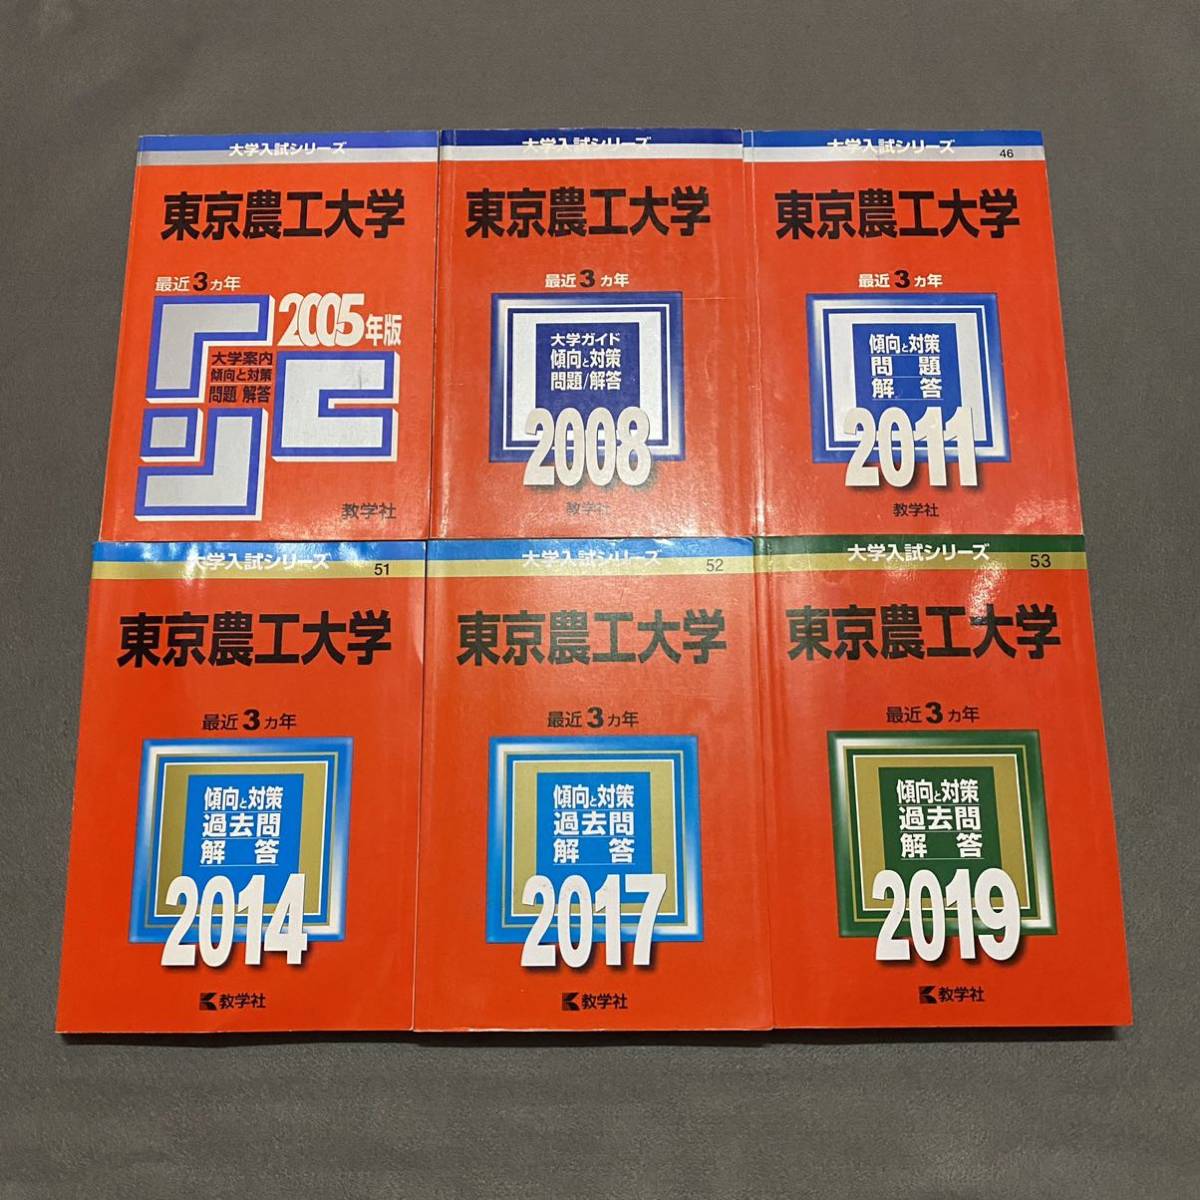 大学入試シリーズ
東京農工大学
最近3カ年
2005年版
大学案内
傾向と対策
問題/解答
教学社
大学入試シリーズ
東京農工大学
最近3カ年
大学ガイド
傾向と対策
問題/解答
2008
教学社
大学入試シリーズ
46
東京農工大学
最近3カ年
傾向と対策
問題
解答
2011
教学社
大学入試シリーズ
51
東京農工大学
最近3カ年
傾向と対策
過去問
解答
2014
教学社
大学入試シリーズ
52
東京農工大学
最近3カ年
傾向と対策
過去問
解答
2017
教学社
大学入試シリーズ
53
東京農工大学
最近3カ年
傾向と対策
過去問
解答
2019
教学社